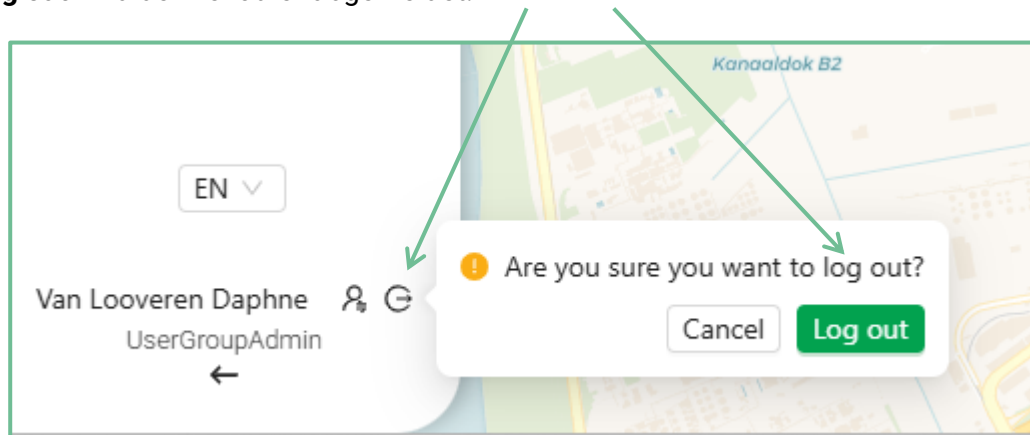 Kanaaldok B2
EN
Are you sure you want to log out?
Van Looveren Daphne
Cancel Log out
UserGroupAdmin